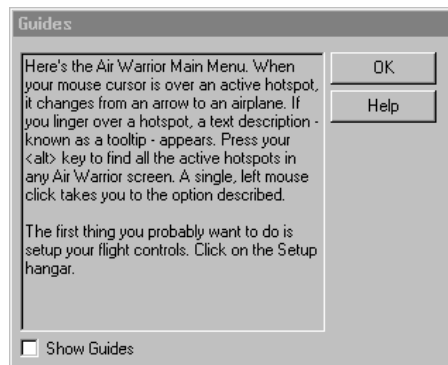 Guides
Here's the Air Warrior Main Menu. When
your mouse cursor is over an active hotspot,
it changes from an arrow to an airplane. If
you linger over a hotspot, a text description -
known as a tooltip - appears. Press your
<alt> key to find all the active hotspots in
any Air Warrior screen. A single, left mouse
click takes you to the option described.
The first thing you probably want to do is
setup your flight controls. Click on the Setup
hangar.
OK
Help
Show Guides